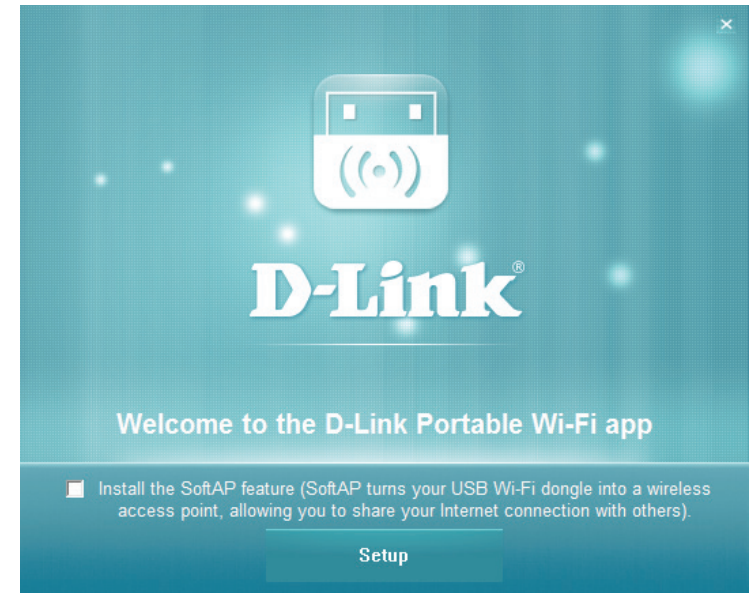 D-Link®
Welcome to the D-Link Portable Wi-Fi app
Install the SoftAP feature (SoftAP turns your USB Wi-Fi dongle into a wireless
access point, allowing you to share your Internet connection with others).
Setup